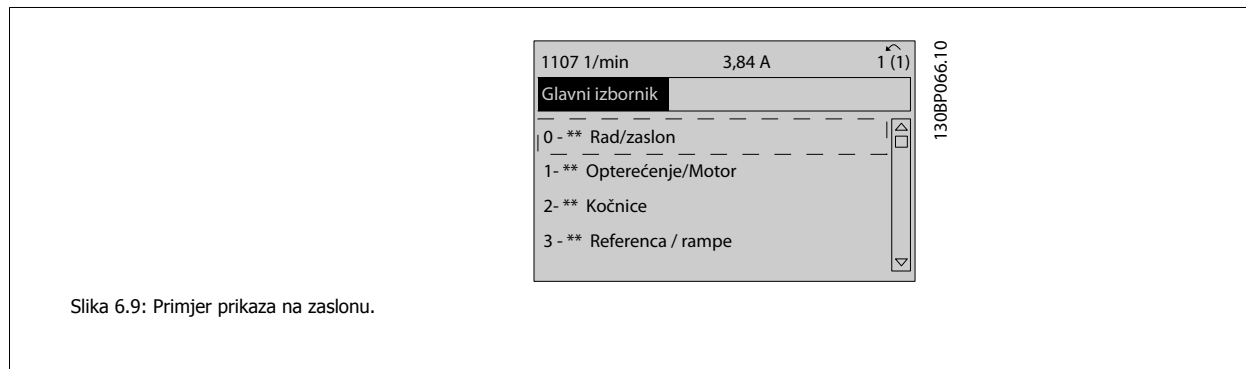 1107 1/min 3,84 A 1 (1)
Glavni izbornik
0 - ** Rad/zaslon
1- ** Opterećenje/Motor
2- ** Kočnice
3 - ** Referenca / rampe
130BP066.10
Slika 6.9: Primjer prikaza na zaslonu.